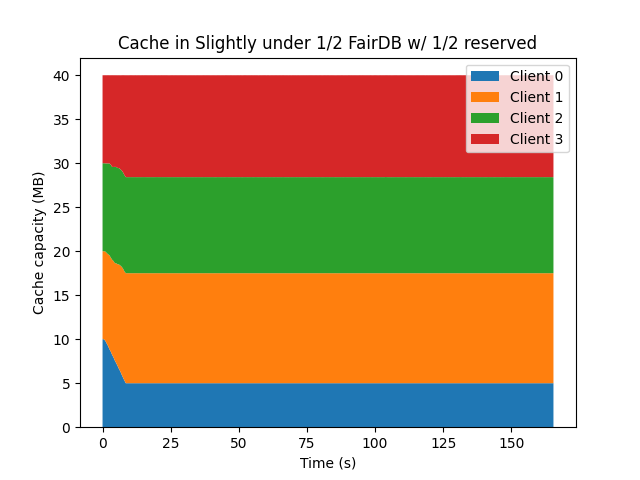 Cache in Slightly under 1/2 FairDB w/ 1/2 reserved
Client 0
Client 1
Client 2
Client 3
Cache capacity (MB)
40
35
30
25
20
15
10
5
0
0 25 50 75 100 125 150
Time (s)